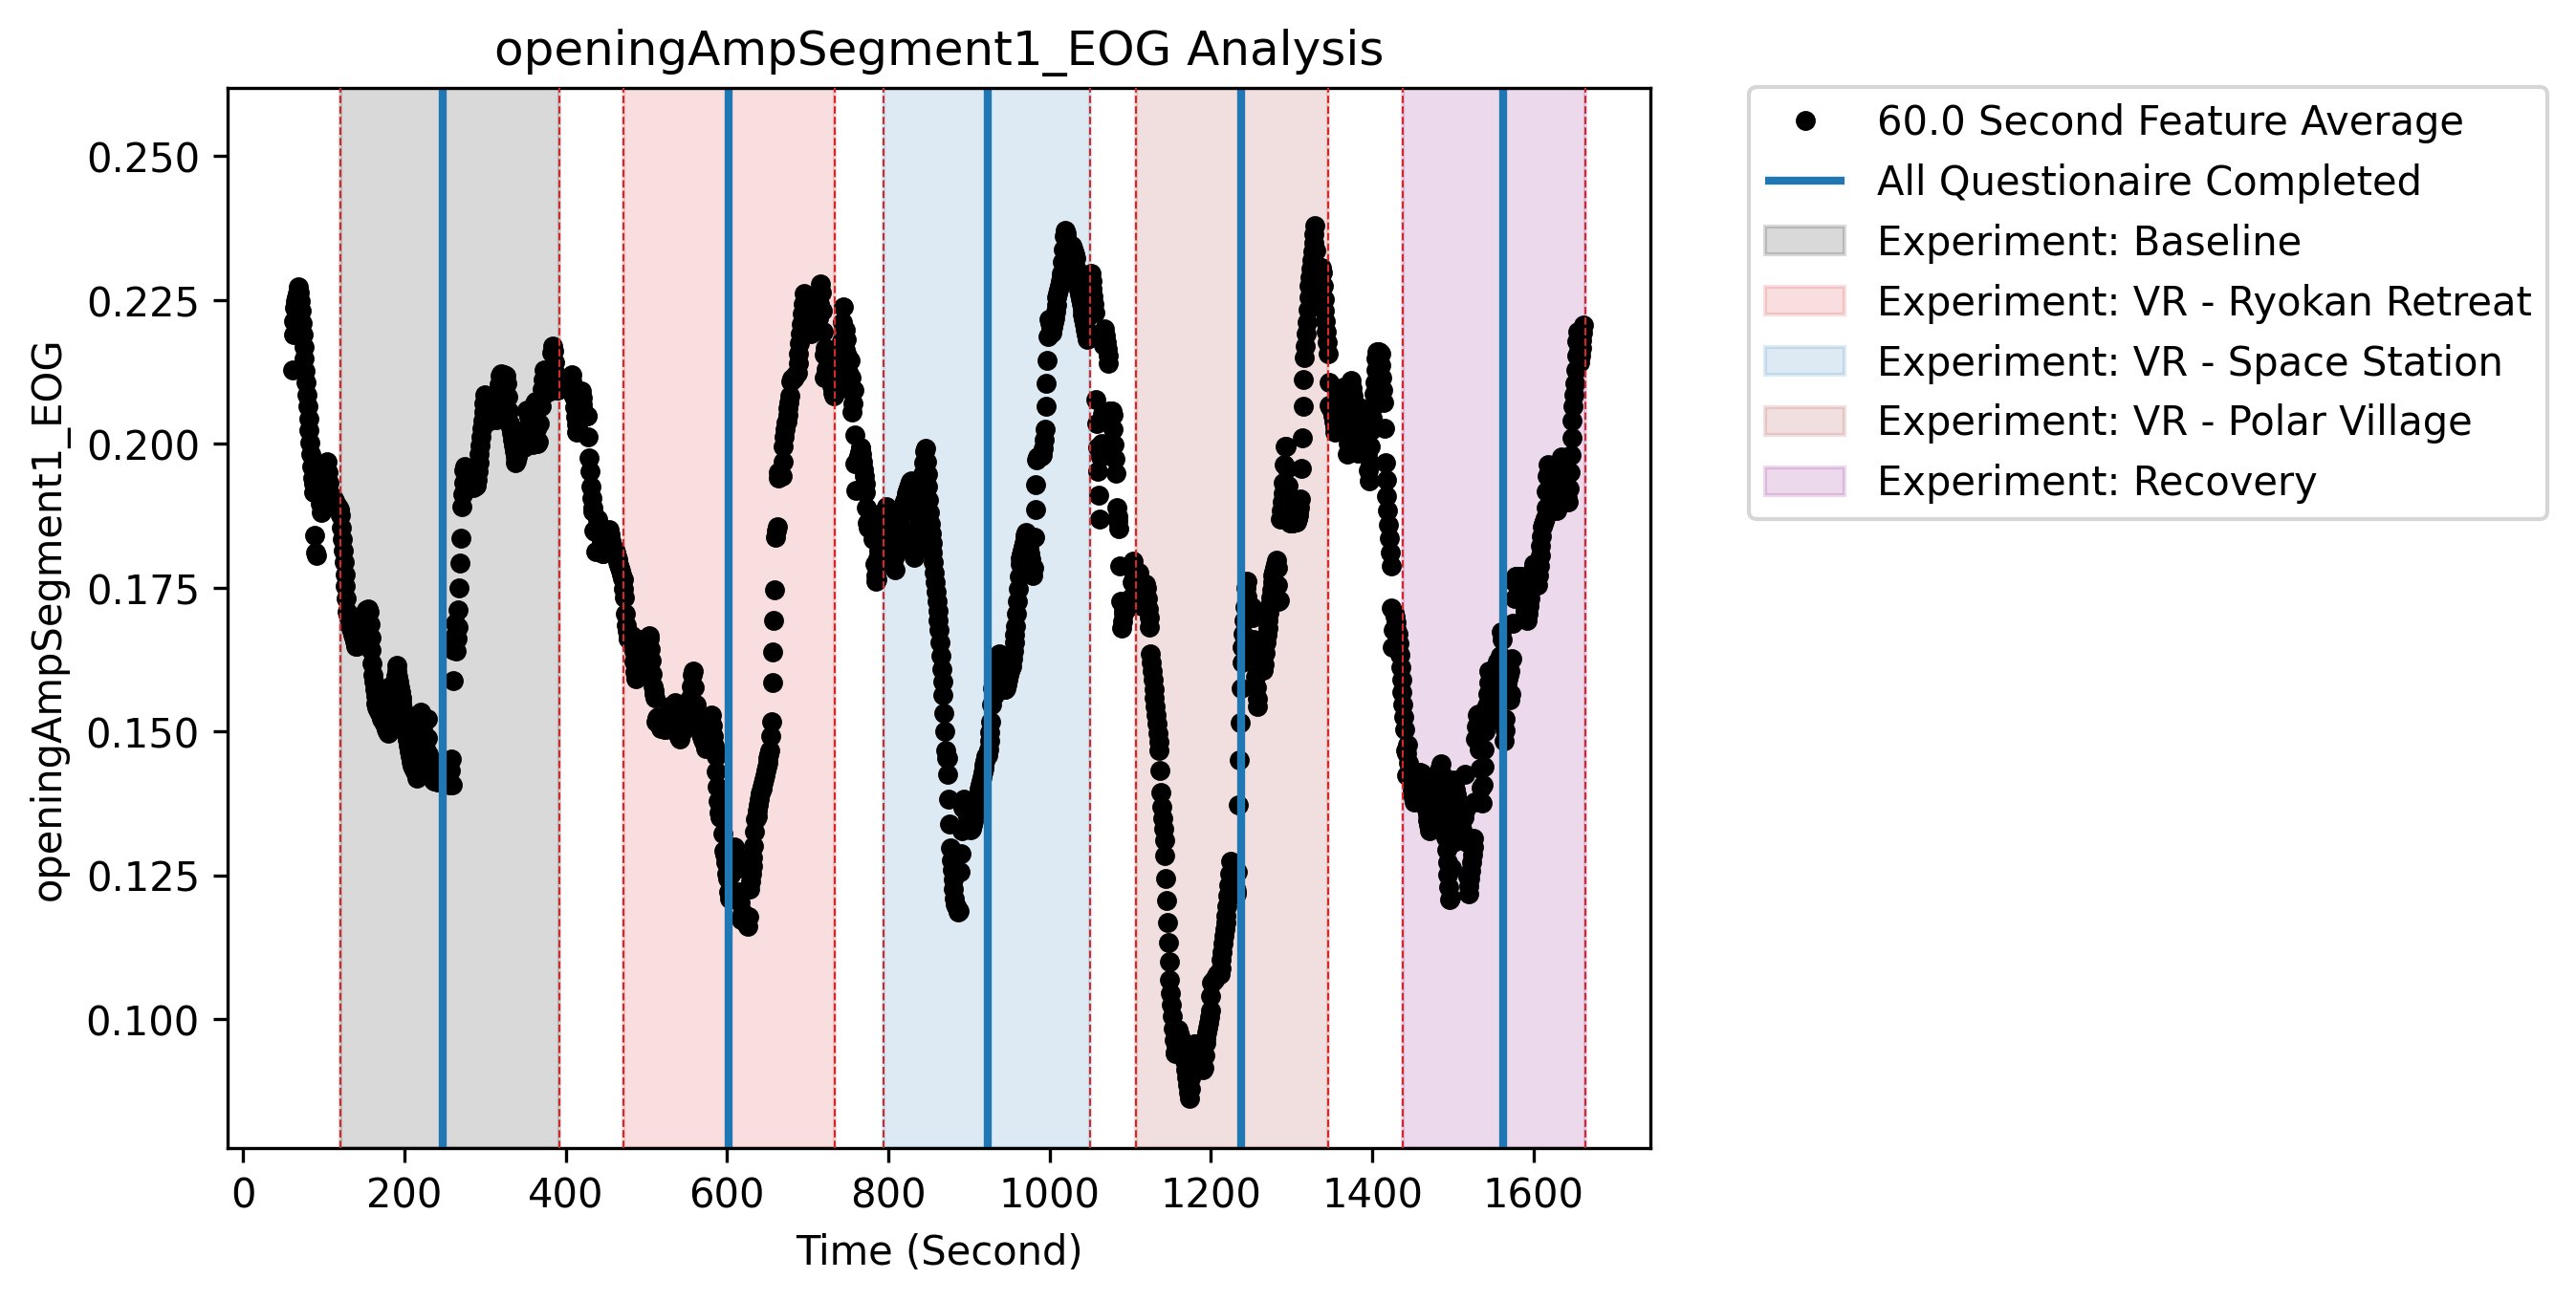 openingAmpSegment1_EOG Analysis
openingAmpSegment1_EOG
0.250
0.225
0.200
0.175
0.150
0.125
0.100
0 200 400 600 800 1000 1200 1400 1600
Time (Second)
60.0 Second Feature Average
All Questionaire Completed
Experiment: Baseline
Experiment: VR - Ryokan Retreat
Experiment: VR - Space Station
Experiment: VR - Polar Village
Experiment: Recovery